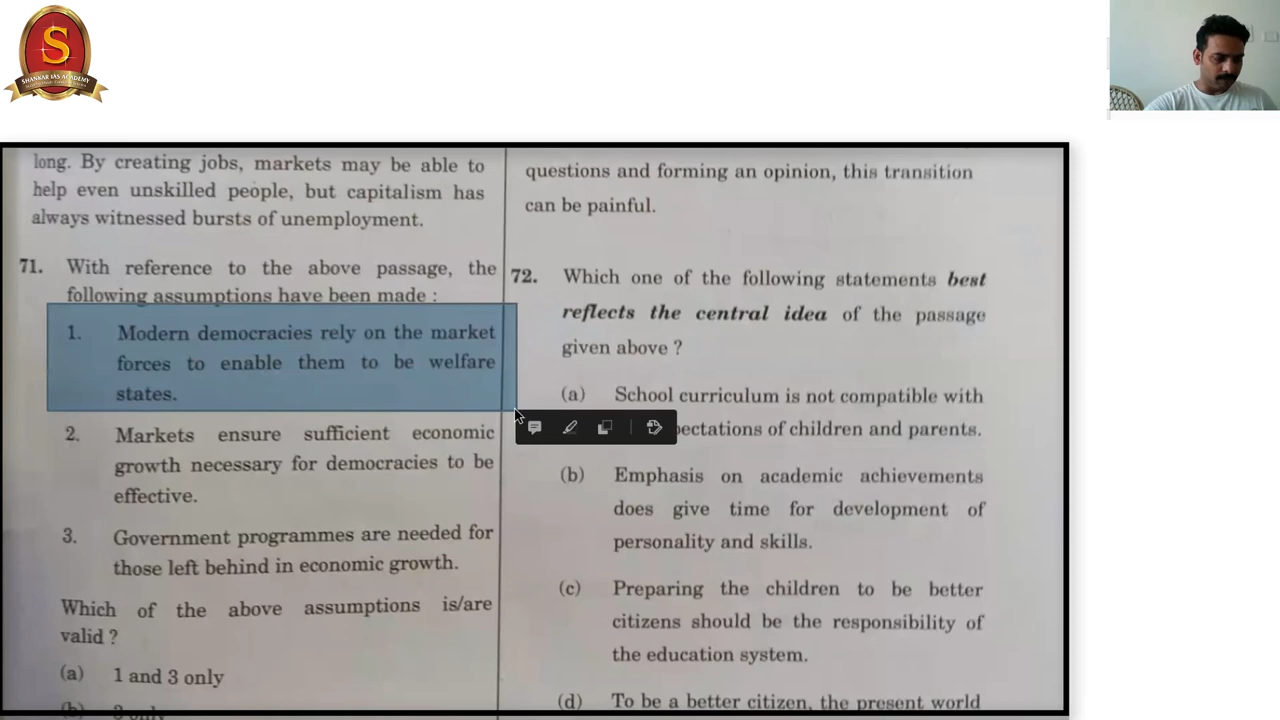 S
SHANKAR IAS ACADEMY
long. By creating jobs, markets may be able to
help even unskilled people, but capitalism has
always witnessed bursts of unemployment.
71. With reference to the above passage, the
following assumptions have been made :
1. Modern democracies rely on the market
forces to enable them to be welfare
states.
2. Markets ensure sufficient economic
growth necessary for democracies to be
effective.
3. Government programmes are needed for
those left behind in economic growth.
Which of the above assumptions is/are
valid ?
(a) 1 and 3 only
questions and forming an opinion, this transition
can be painful.
72. Which one of the following statements best
reflects the central idea of the passage
given above ?
(a) School curriculum is not compatible with
of children and parents.
(b) Emphasis on academic achievements
does give time for development of
personality and skills.
(c) Preparing the children to be better
citizens should be the responsibility of
the education system.
(d) To be a better citizen, the present world